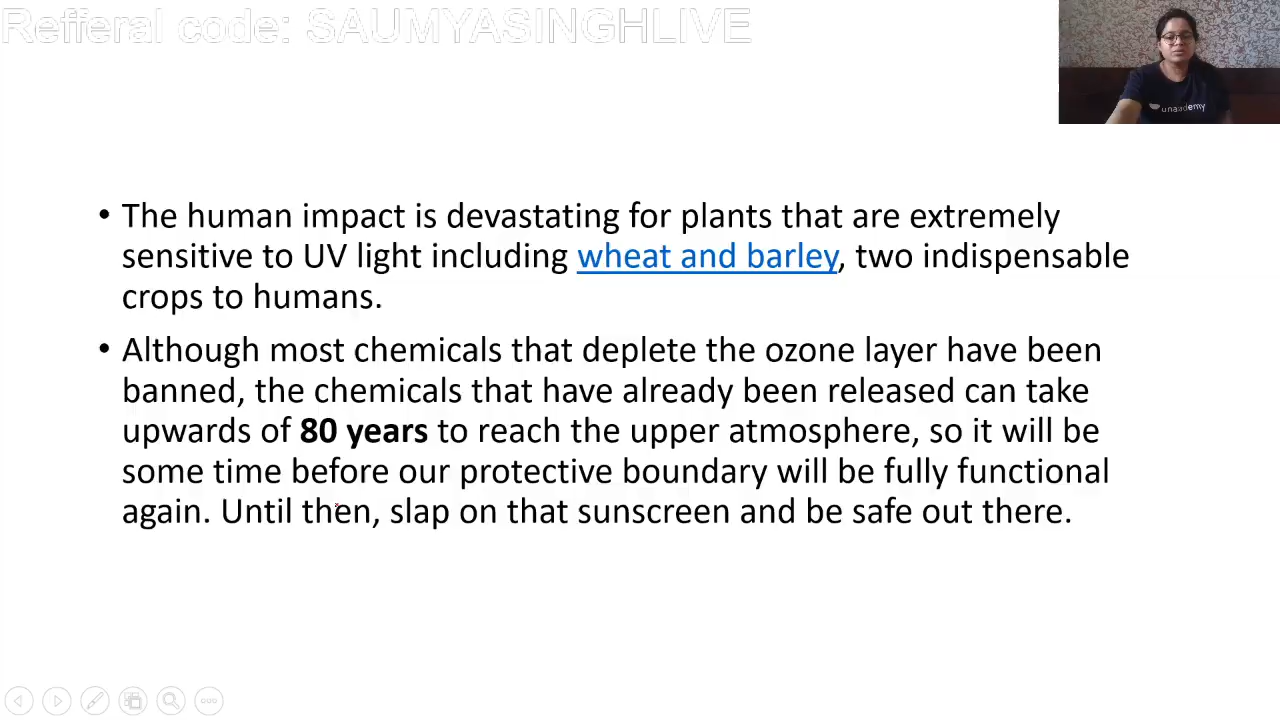 Refferal code: SAUMYASINGHLIVE
unacademy
• The human impact is devastating for plants that are extremely
sensitive to UV light including wheat and barley, two indispensable
crops to humans.
• Although most chemicals that deplete the ozone layer have been
banned, the chemicals that have already been released can take
upwards of 80 years to reach the upper atmosphere, so it will be
some time before our protective boundary will be fully functional
again. Until then, slap on that sunscreen and be safe out there.